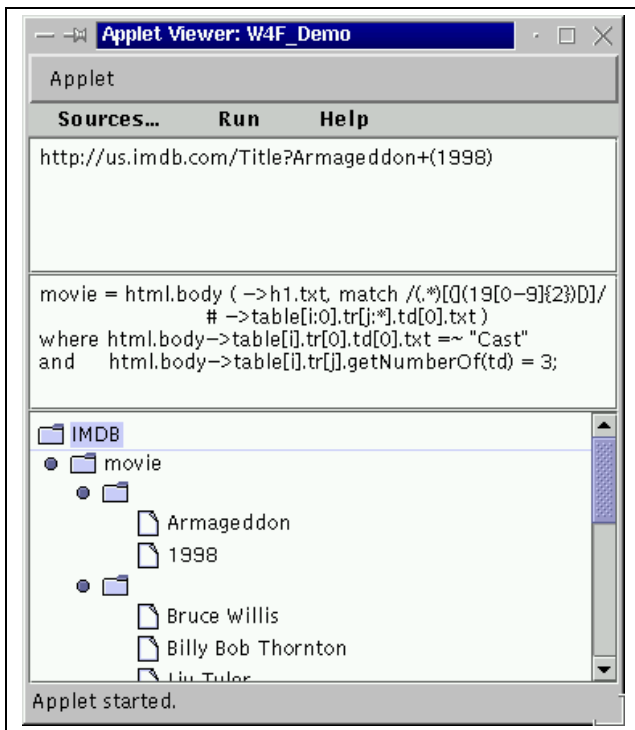 Applet Viewer: W4F_Demo
Applet
Sources... Run Help
http://us.imdb.com/Title?Armageddon+(1998)
movie = html.body ( ->h1.txt, match /(.*)[(](19[0-9]{2})[)]/
# ->table[i:0].tr[j:*].td[0].txt )
where html.body->table[i].tr[0].td[0].txt =~ "Cast"
and html.body->table[i].tr[j].getNumberOf(td) = 3;
IMDB
movie
Armageddon
1998
Bruce Willis
Billy Bob Thornton
Liv Tyler
Applet started.